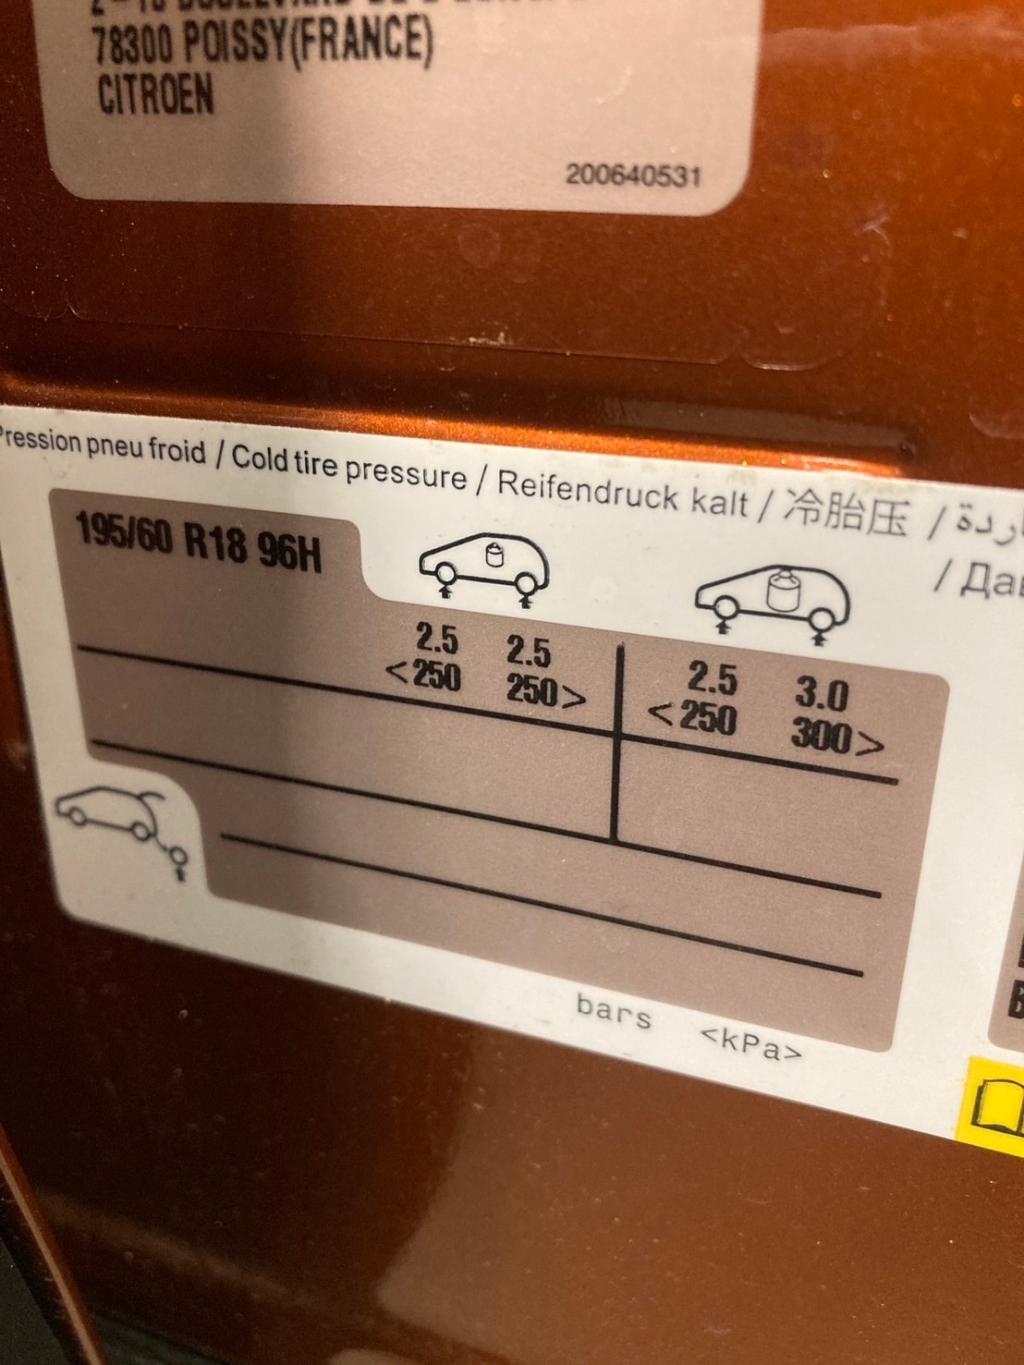 78300 POISSY(FRANCE)
CITROEN
200640531
Pression pneu froid / Cold tire pressure / Reifendruck kalt / 冷胎压 /
/
195/60 R18 96H
2.5 2.5 2.5 3.0
<250 250> <250 300>
bars <kPa>